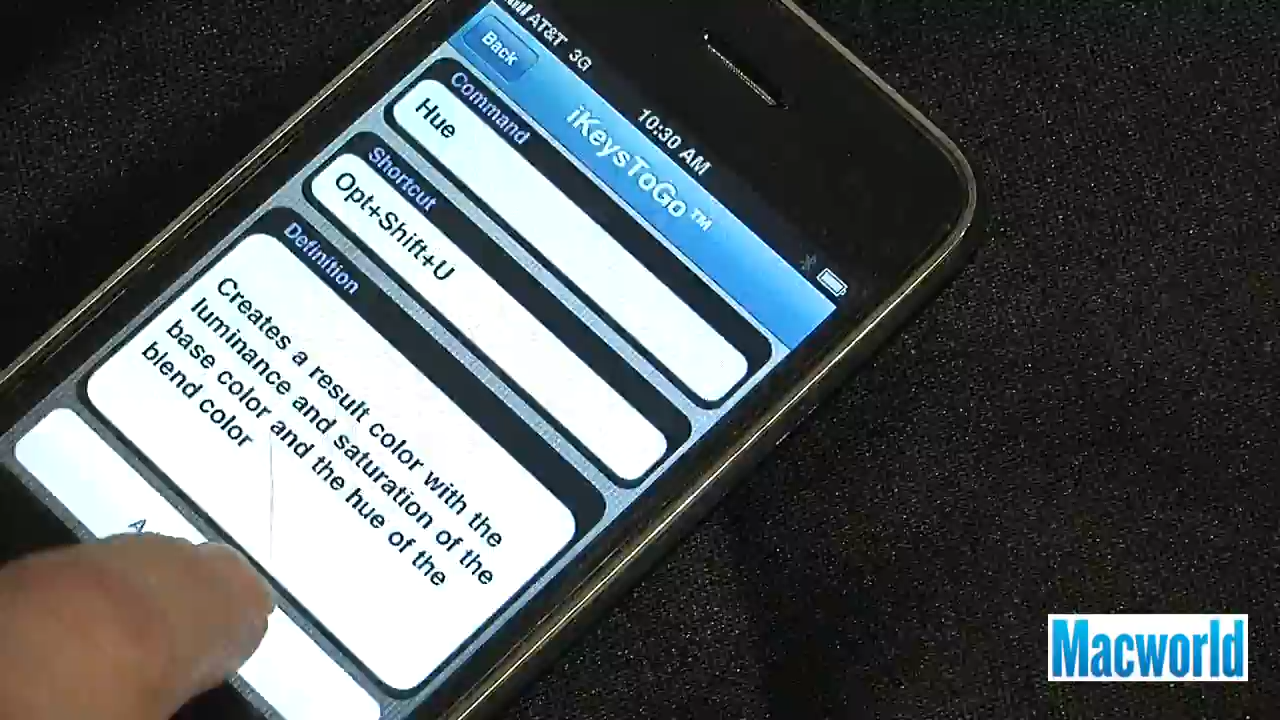 AT&T 3G
10:30 AM
Back
iKeysToGo™
Command
Hue
Shortcut
Opt+Shift+U
Definition
Creates a result color with the
luminance and saturation of the
base color and the hue of the
blend color
Macworld